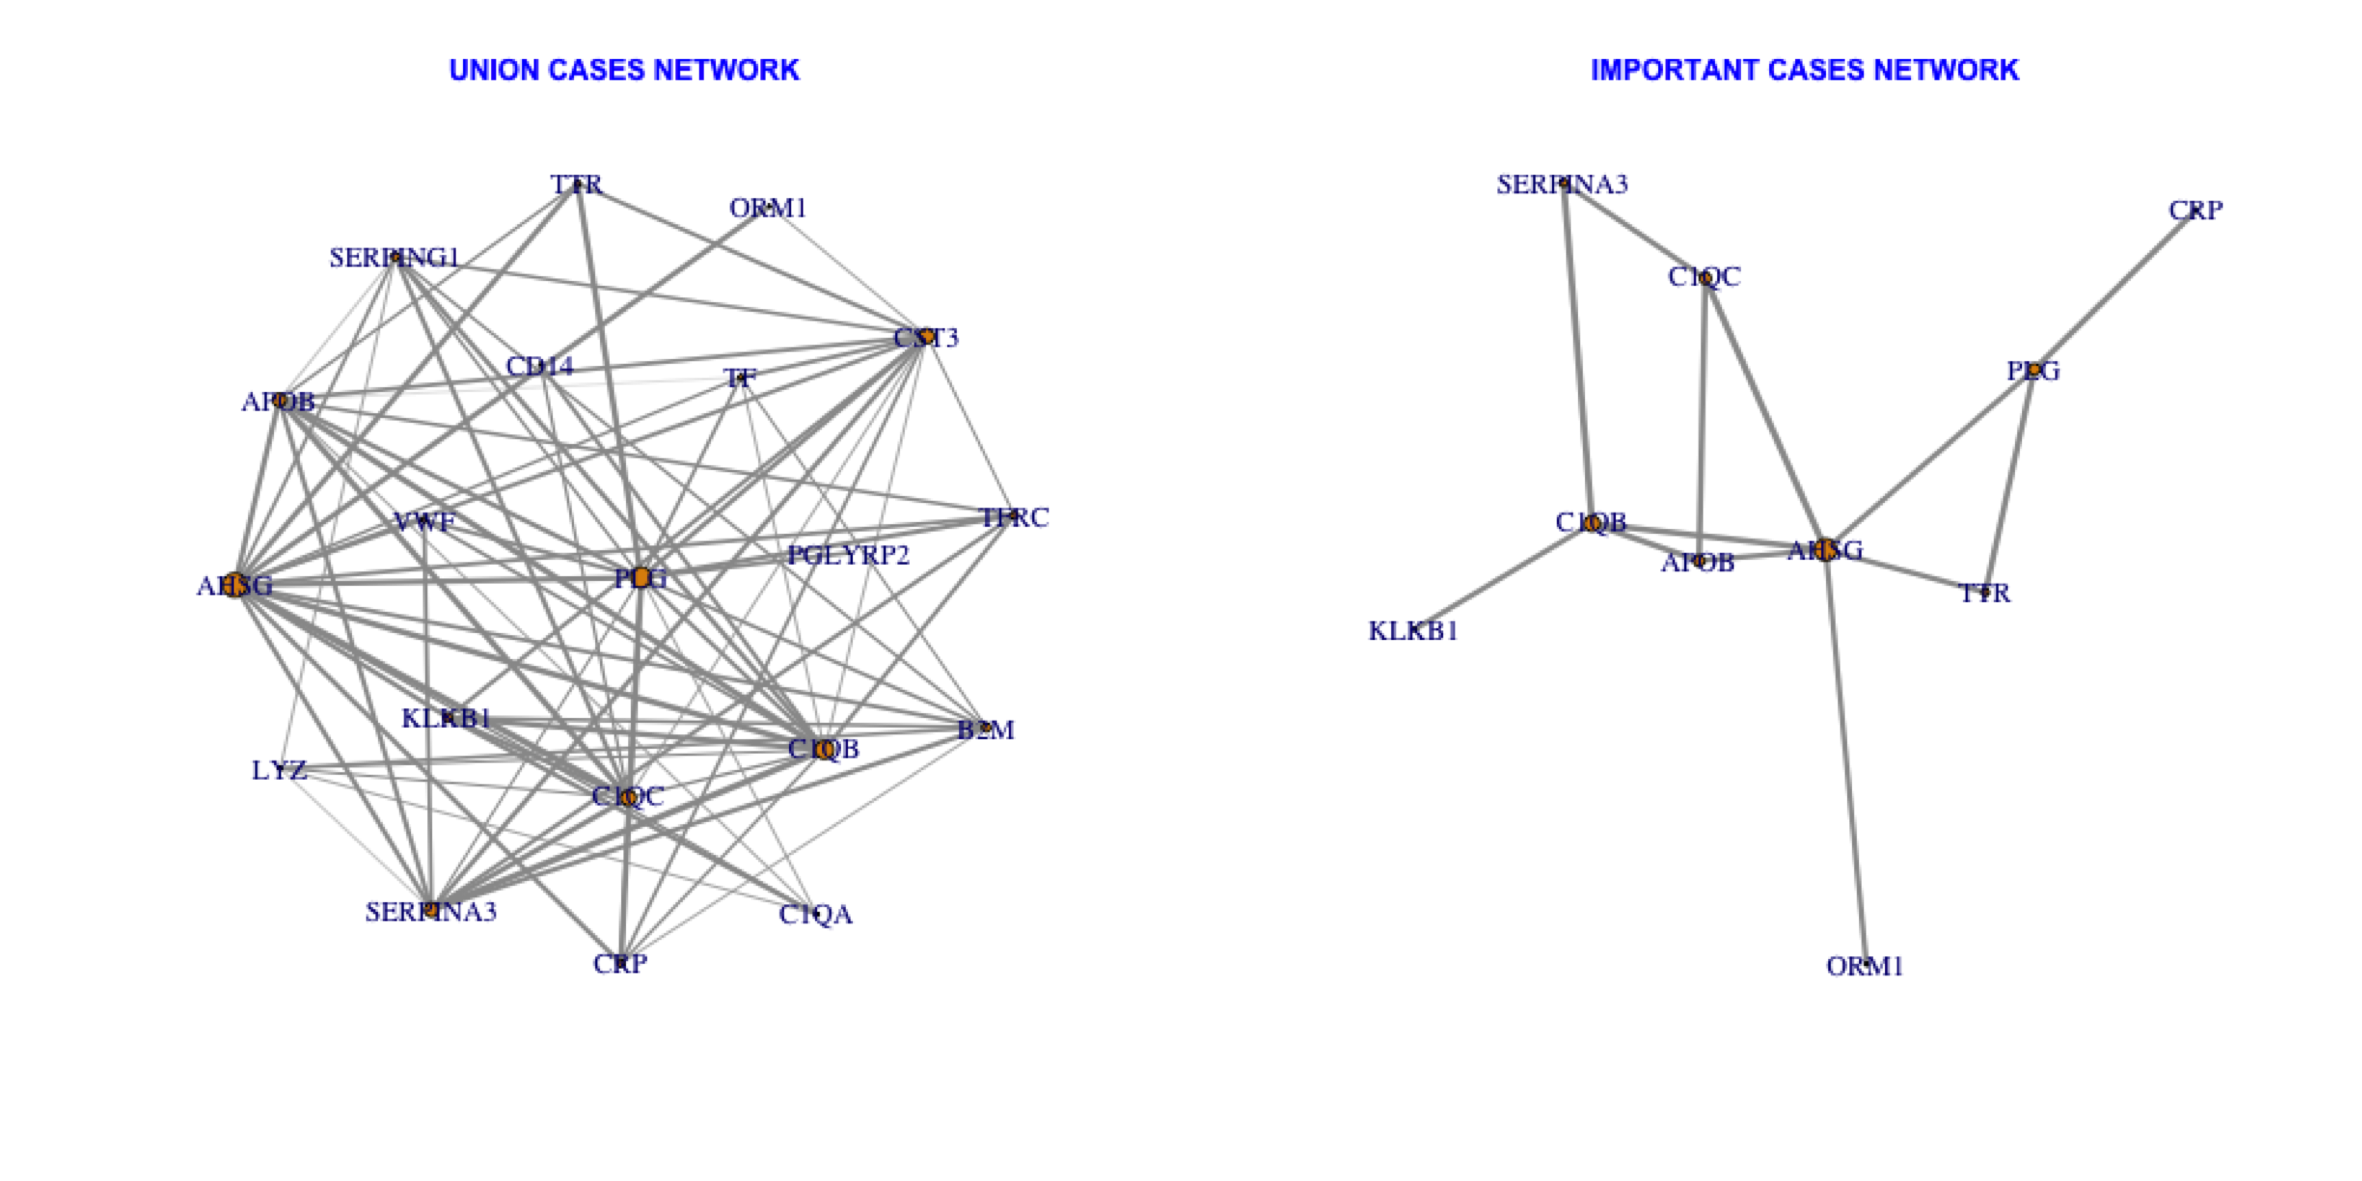 UNION CASES NETWORK
TTR
ORM1
SERPING1
CST3
CD14
TF
APOB
VWF
TFRC
PGLYRP2
PLG
AHSG
KLKB1
B2M
C1QB
LYZ
C1QC
SERPINA3
C1QA
CRP
IMPORTANT CASES NETWORK
SERPINA3
CRP
C1QC
PLG
C1QB
AHSG
APOB
TTR
KLKB1
ORM1